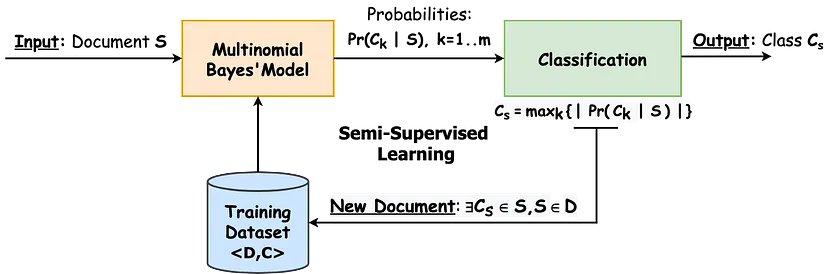 Input: Document S
Multinomial
Bayes'Model
Probabilities:
Pr(Cₖ | S), k=1..m
Classification
Output: Class Cₛ
Cₛ = maxₖ{| Pr( Cₖ | S ) |}
Semi-Supervised
Learning
Training
Dataset
<D,C>
New Document: ∃Cₛ ∈ S,S ∈ D